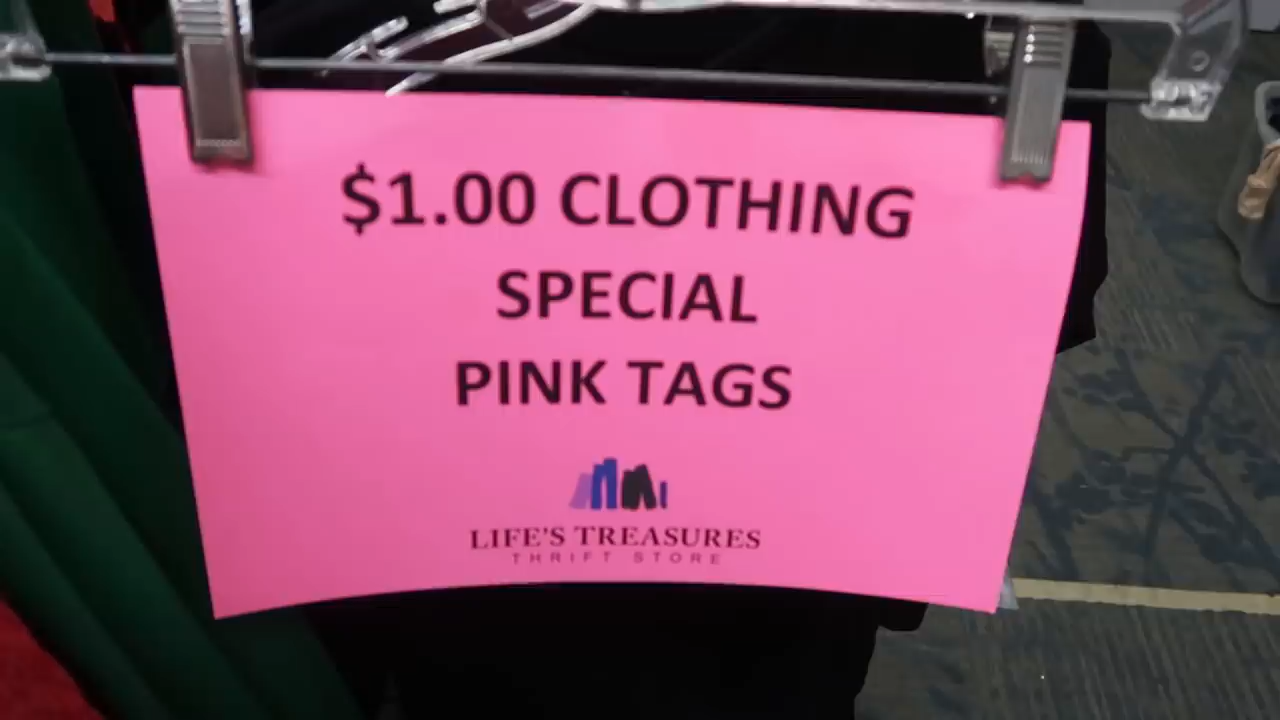 $1.00 CLOTHING
SPECIAL
PINK TAGS
LIFE'S TREASURES
THRIFT STORE